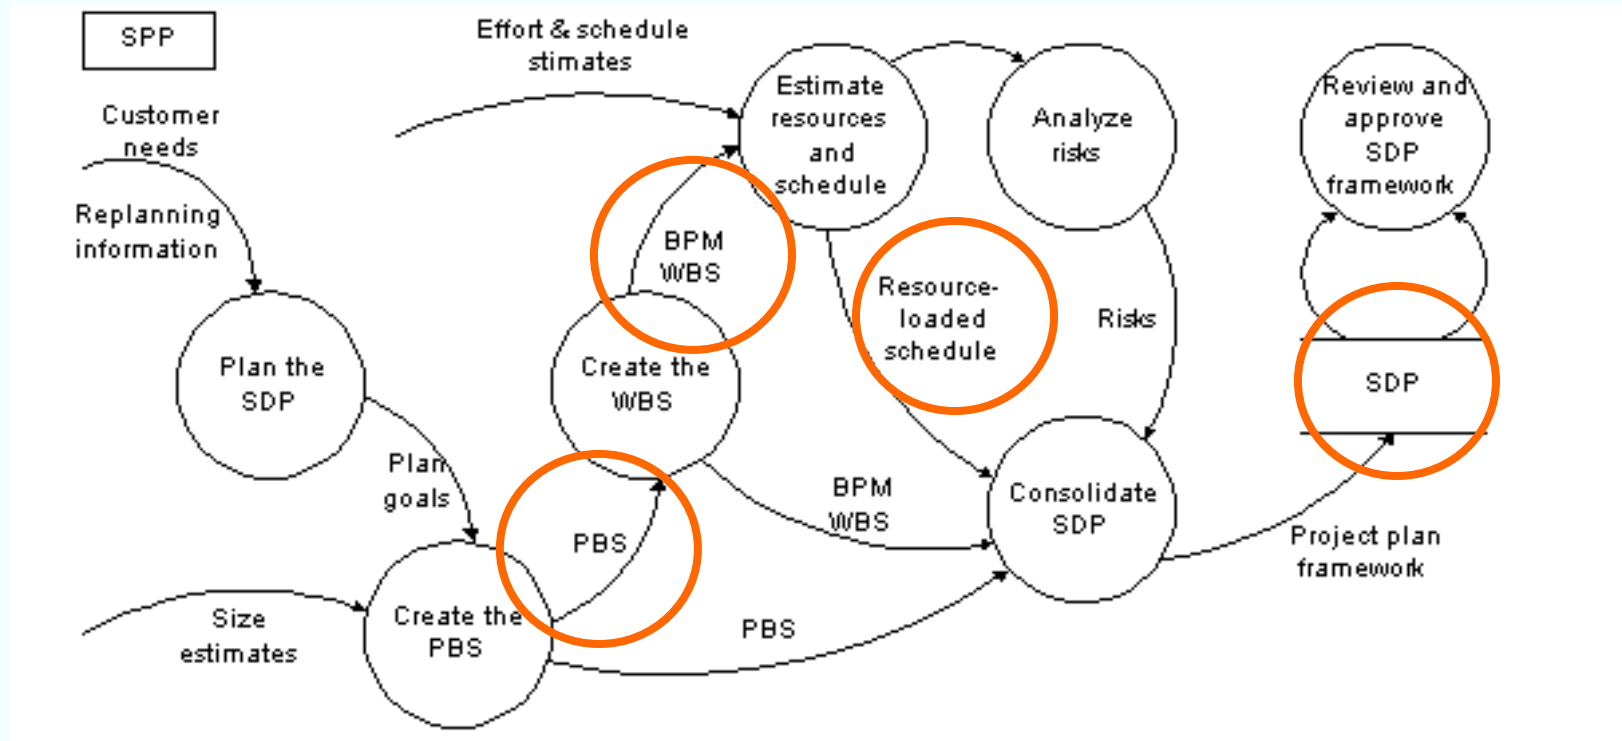 SPP
Effort & schedule
stimates
Customer
needs
Replanning
information
Estimate
resources
and
schedule
Analyze
risks
Review and
approve
SDP
framework
BPM
WBS
Resource-
loaded
schedule
Risks
Plan the
SDP
Create the
WBS
SDP
Plan
goals
BPM
WBS
Consolidate
SDP
PBS
Project plan
framework
Size
estimates
Create the
PBS
PBS